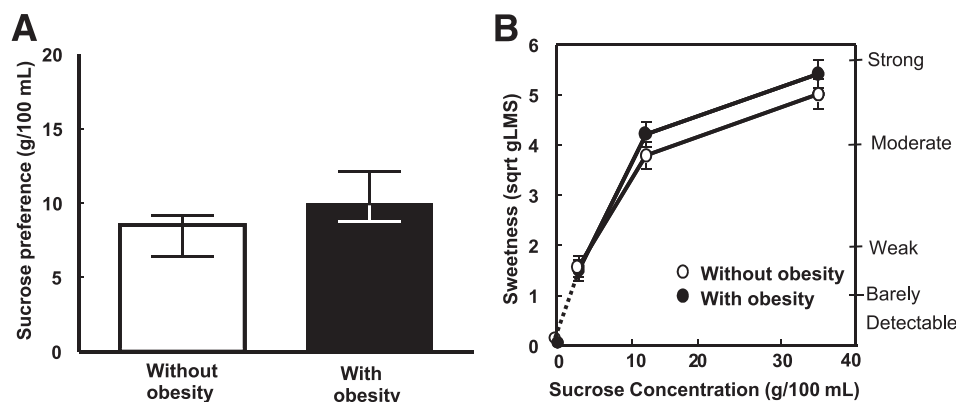 A
Sucrose preference (g/100 mL)
20
15
10
5
0
Without
obesity
With
obesity
B
Sweetness (sqrt gLMS)
6
5
4
3
2
1
0
0
10
20
30
40
Sucrose Concentration (g/100 mL)
Without obesity
With obesity
Strong
Moderate
Weak
Barely
Detectable